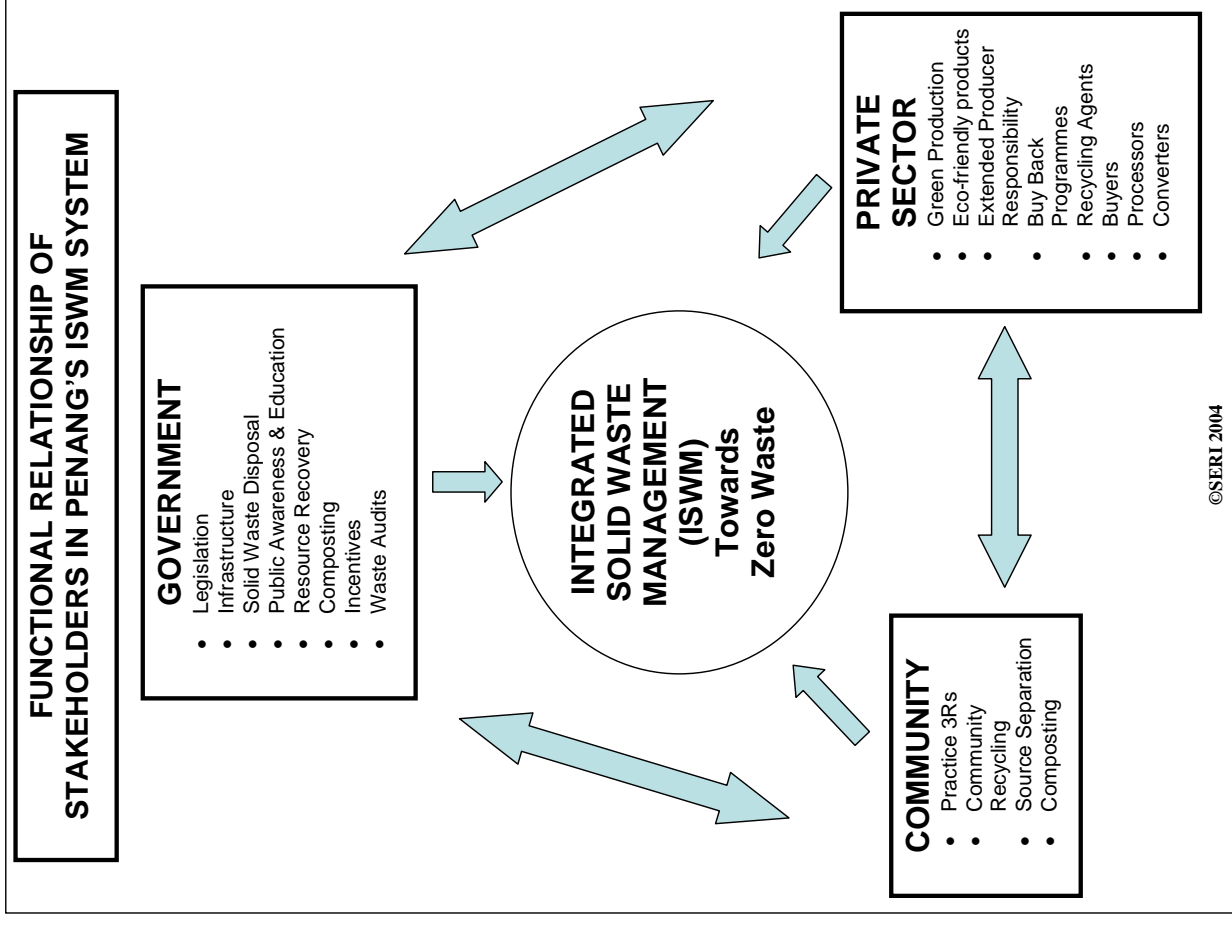 FUNCTIONAL RELATIONSHIP OF
STAKEHOLDERS IN PENANG'S ISWM SYSTEM
GOVERNMENT
• Legislation
• Infrastructure
• Solid Waste Disposal
• Public Awareness & Education
• Resource Recovery
• Composting
• Incentives
• Waste Audits
INTEGRATED
SOLID WASTE
MANAGEMENT
(ISWM)
Towards
Zero Waste
COMMUNITY
• Practice 3Rs
• Community
Recycling
• Source Separation
• Composting
PRIVATE
SECTOR
• Green Production
• Eco-friendly products
• Extended Producer
Responsibility
• Buy Back
Programmes
• Recycling Agents
• Buyers
• Processors
• Converters
©SERI 2004